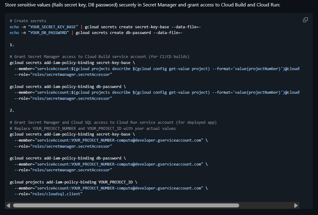 Store sensitive values (Rails secret key, DB password) securely in Secret Manager and grant access to Cloud Build and Cloud Run:
# Create secrets
echo -n "YOUR_SECRET_KEY_BASE" | gcloud secrets create secret-key-base --data-file=-
echo -n "YOUR_DB_PASSWORD" | gcloud secrets create db-password --data-file=-
1.
# Grant Secret Manager access to Cloud Build service account (for CI/CD builds)
gcloud secrets add-iam-policy-binding secret-key-base \
--member="serviceAccount:$(gcloud projects describe $(gcloud config get-value project) --format='value(projectNumber)')@cloud
--role="roles/secretmanager.secretAccessor"
gcloud secrets add-iam-policy-binding db-password \
--member="serviceAccount:$(gcloud projects describe $(gcloud config get-value project) --format='value(projectNumber)')@cloud
--role="roles/secretmanager.secretAccessor"
2.
# Grant Secret Manager and Cloud SQL access to Cloud Run service account (for deployed app)
# Replace YOUR_PROJECT_NUMBER and YOUR_PROJECT_ID with your actual values
gcloud secrets add-iam-policy-binding secret-key-base \
--member="serviceAccount:YOUR_PROJECT_NUMBER-compute@developer.gserviceaccount.com" \
--role="roles/secretmanager.secretAccessor"
gcloud secrets add-iam-policy-binding db-password \
--member="serviceAccount:YOUR_PROJECT_NUMBER-compute@developer.gserviceaccount.com" \
--role="roles/secretmanager.secretAccessor"
gcloud projects add-iam-policy-binding YOUR_PROJECT_ID \
--member="serviceAccount:YOUR_PROJECT_NUMBER-compute@developer.gserviceaccount.com" \
--role="roles/cloudsql.client"